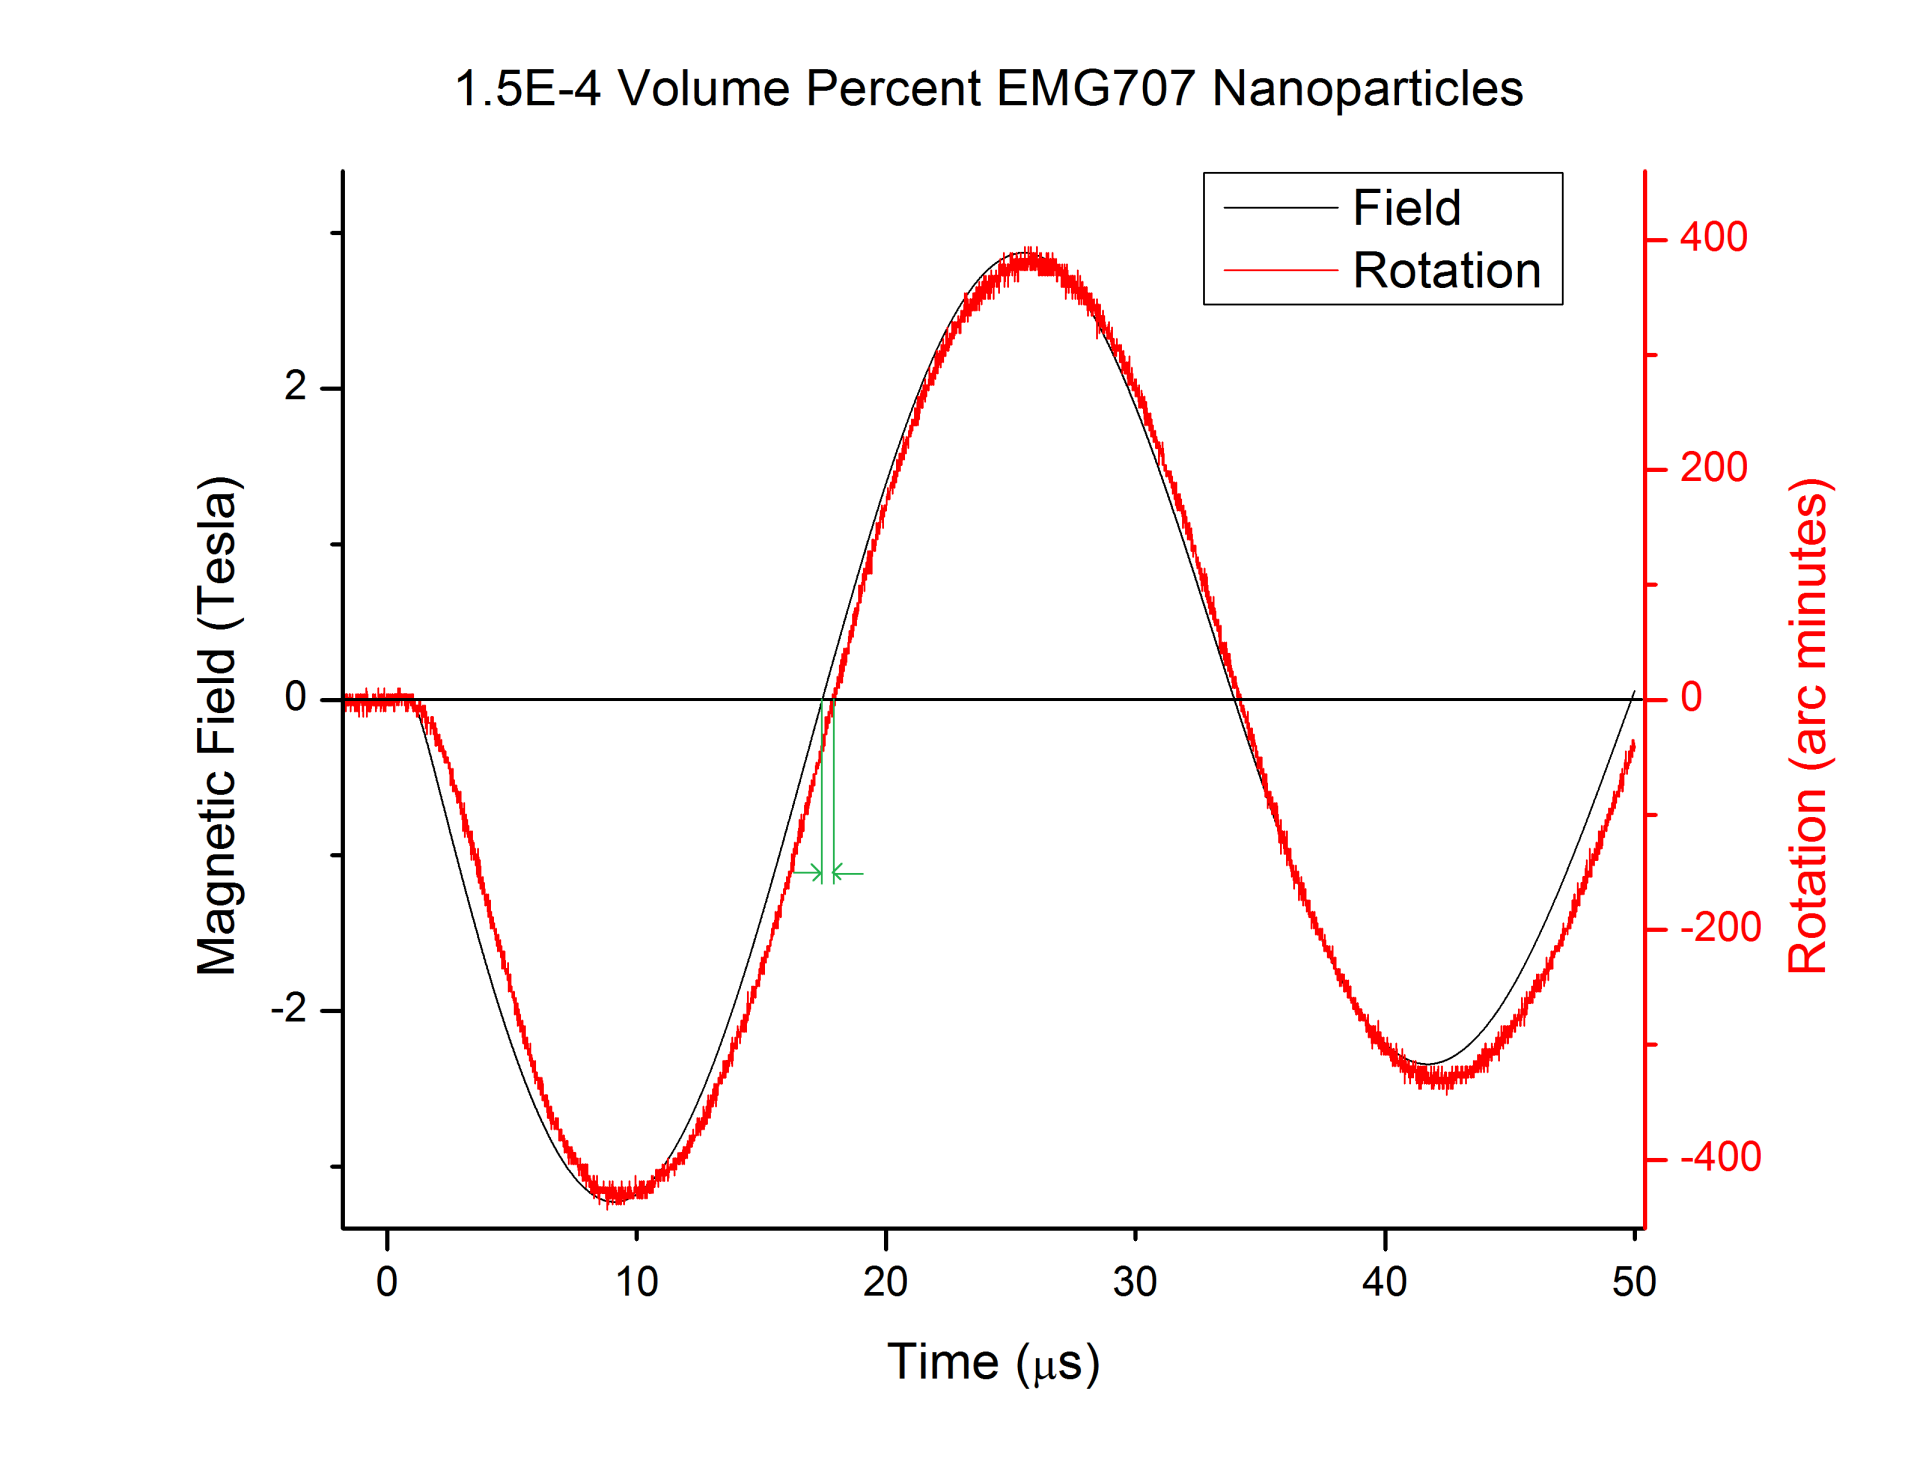 1.5E-4 Volume Percent EMG707 Nanoparticles
Field
Rotation
Magnetic Field (Tesla)
2
0
-2
400
200
0
-200
-400
Rotation (arc minutes)
0 10 20 30 40 50
Time (μs)